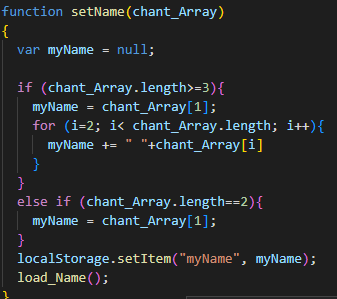 function setName(chant_Array)
{
var myName = null;
if (chant_Array.length>=3){
myName = chant_Array[1];
for (i=2; i< chant_Array.length; i++){
myName += " "+chant_Array[i]
}
}
else if (chant_Array.length==2){
myName = chant_Array[1];
}
localStorage.setItem("myName", myName);
load_Name();
}